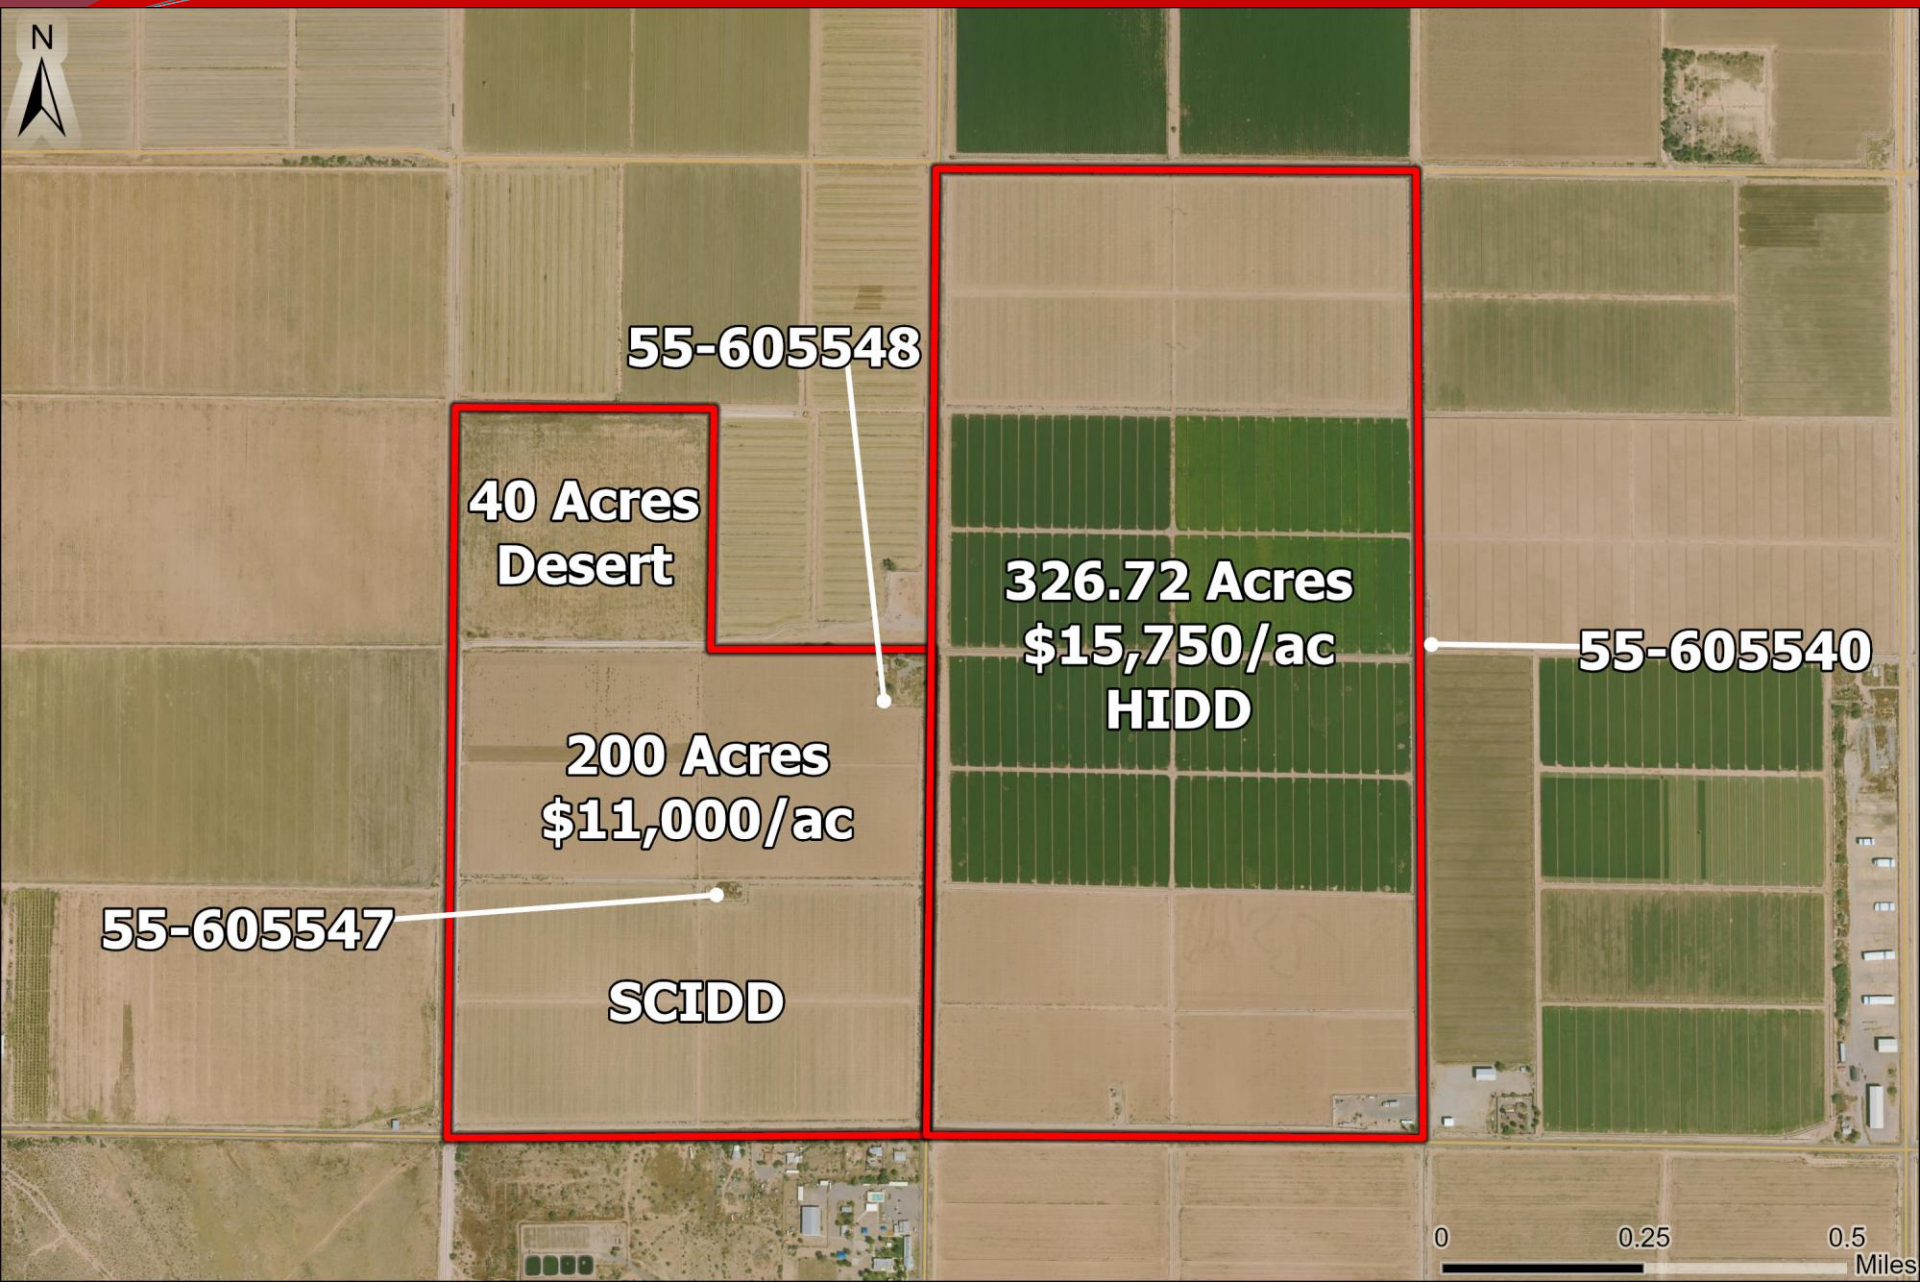 N
55-605548
40 Acres
Desert
326.72 Acres
$15,750/ac
HIDD
55-605540
200 Acres
$11,000/ac
55-605547
SCIDD
0 0.25 0.5
Miles